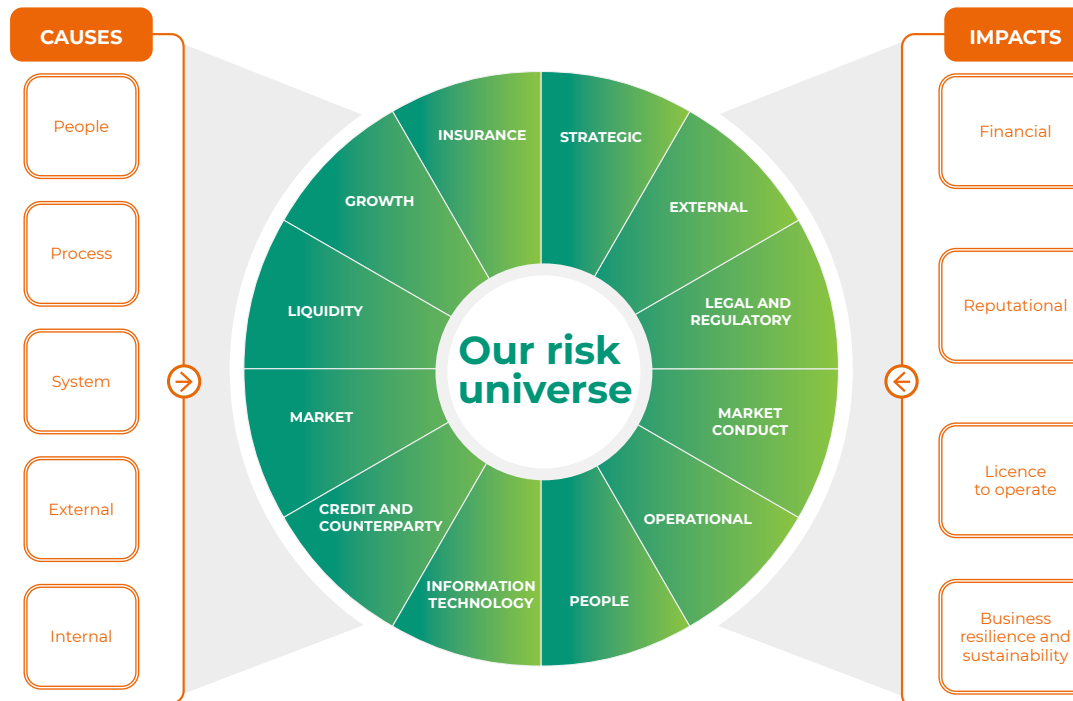 CAUSES
People
Process
System
External
Internal
INSURANCE
STRATEGIC
GROWTH
EXTERNAL
LIQUIDITY
LEGAL AND
REGULATORY
Our risk
universe
MARKET
MARKET
CONDUCT
CREDIT AND
COUNTERPARTY
OPERATIONAL
INFORMATION
TECHNOLOGY
PEOPLE
IMPACTS
Financial
Reputational
Licence
to operate
Business
resilience and
sustainability